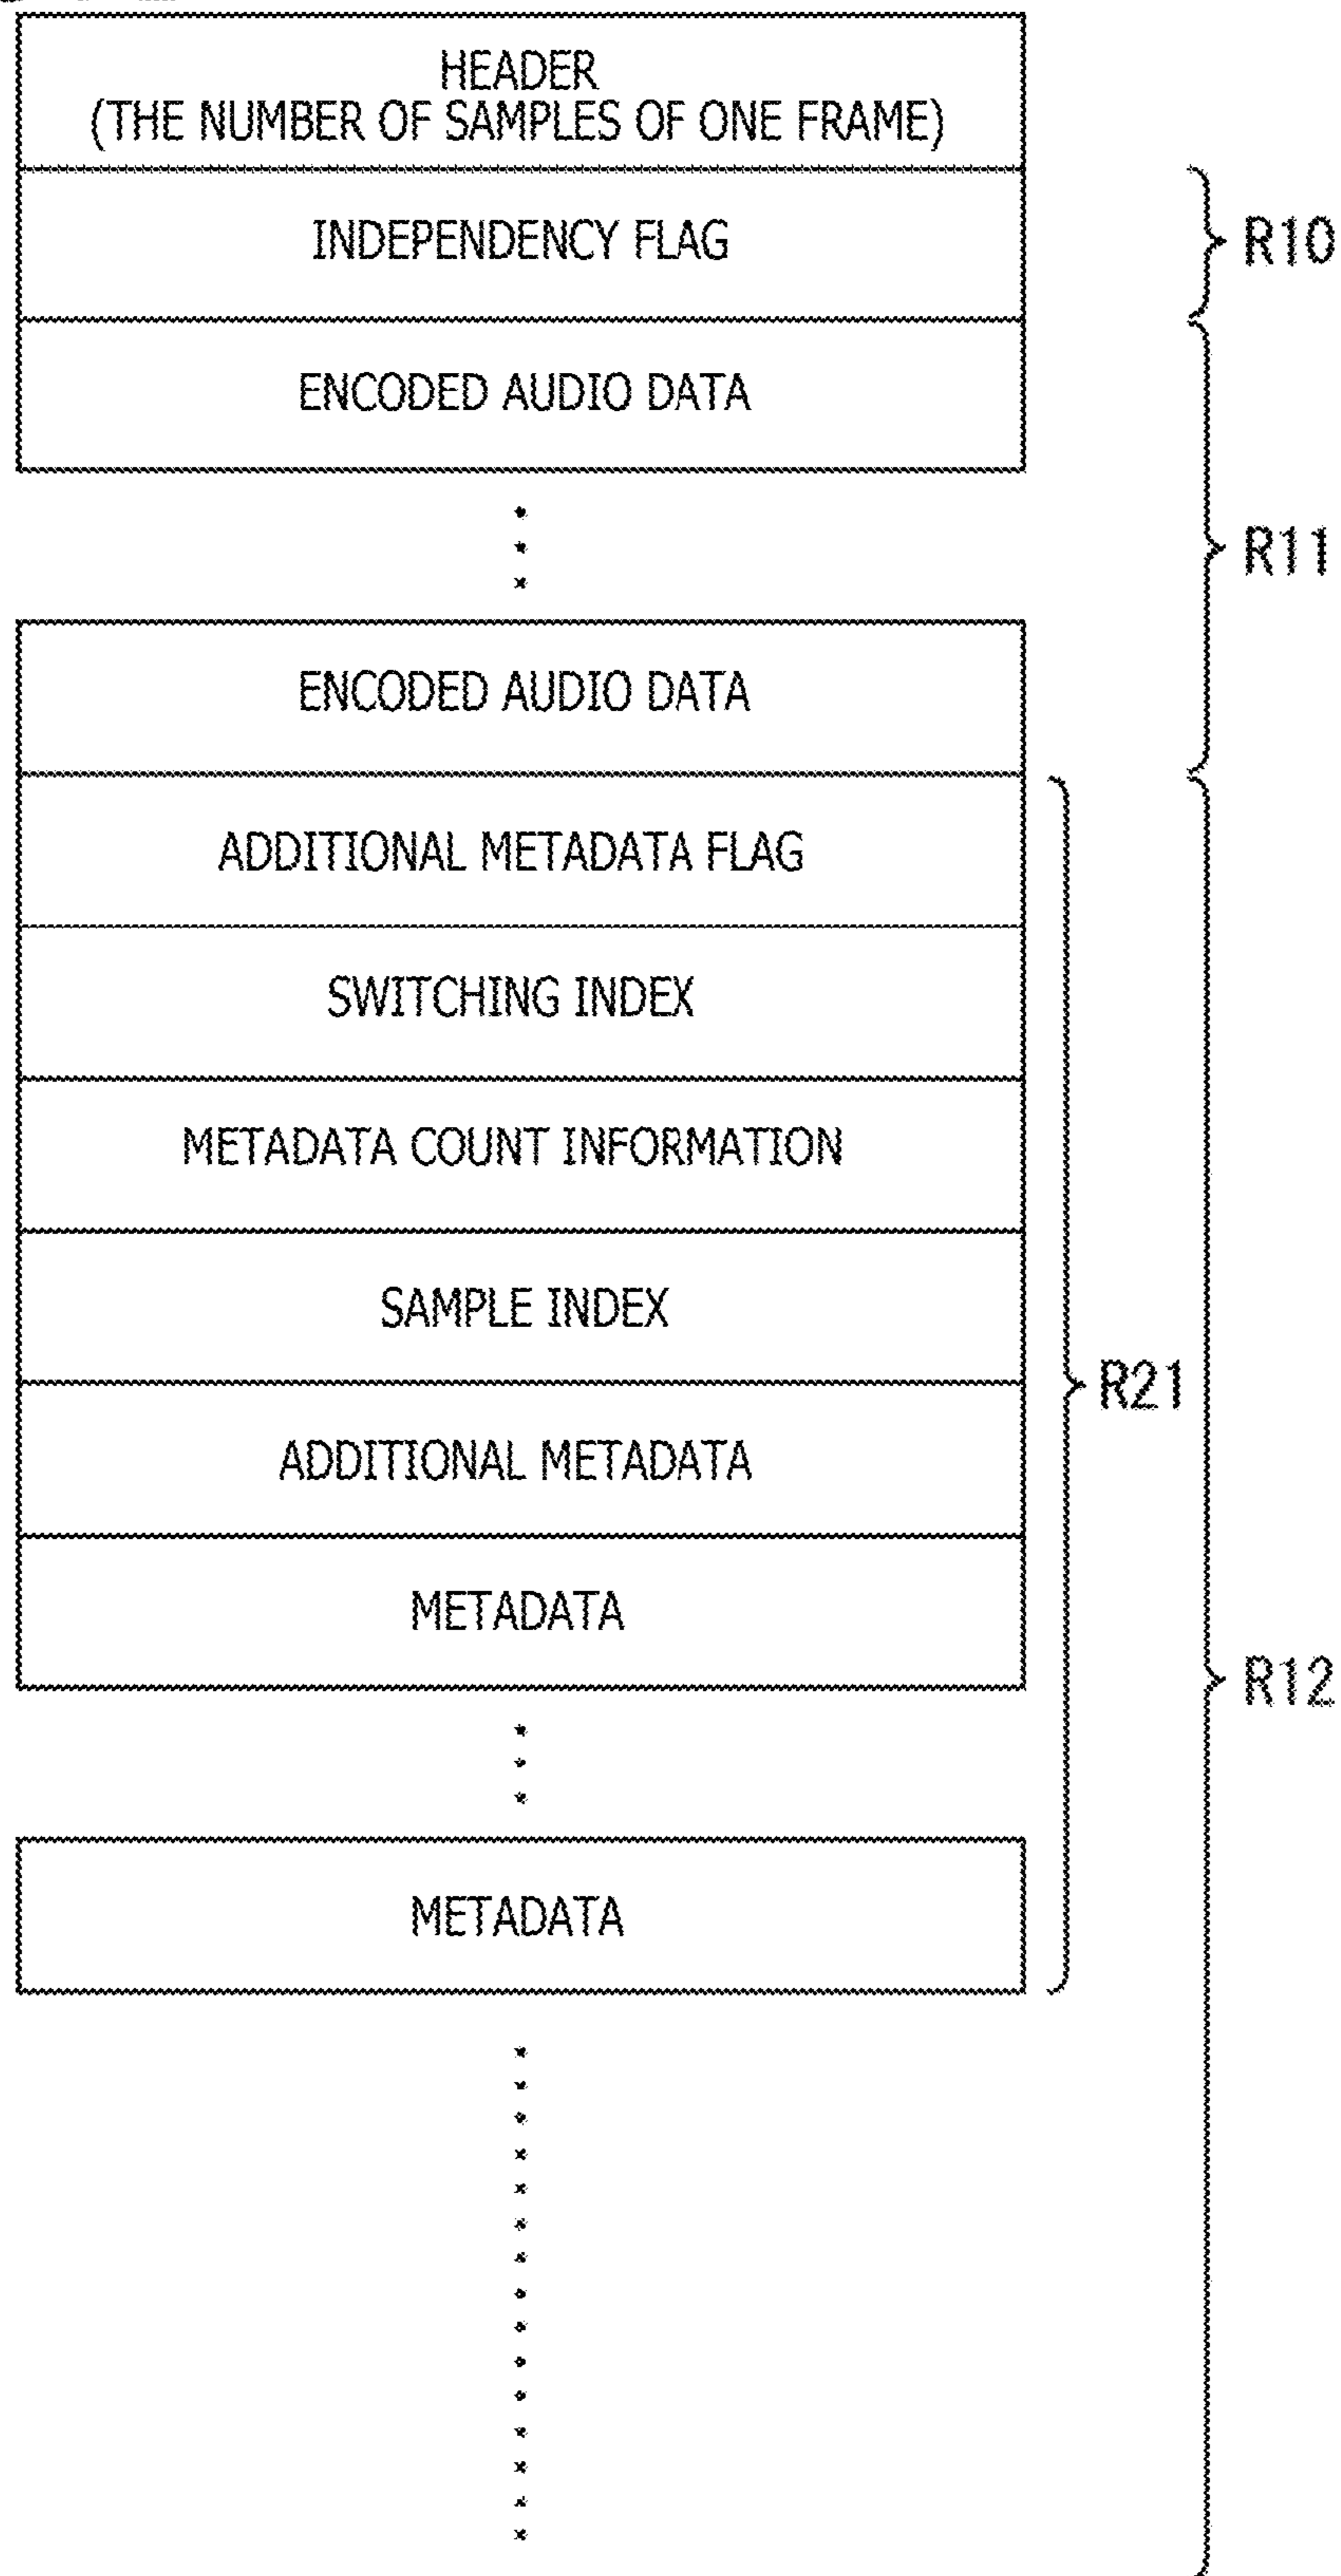 HEADER
(THE NUMBER OF SAMPLES OF ONE FRAME)
INDEPENDENCY FLAG
R10
ENCODED AUDIO DATA
R11
ENCODED AUDIO DATA
ADDITIONAL METADATA FLAG
SWITCHING INDEX
METADATA COUNT INFORMATION
SAMPLE INDEX
R21
ADDITIONAL METADATA
METADATA
R12
METADATA